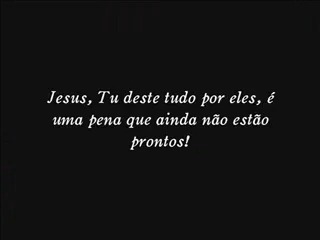 Jesus, Tu deste tudo por eles, é
uma pena que ainda não estão
prontos!